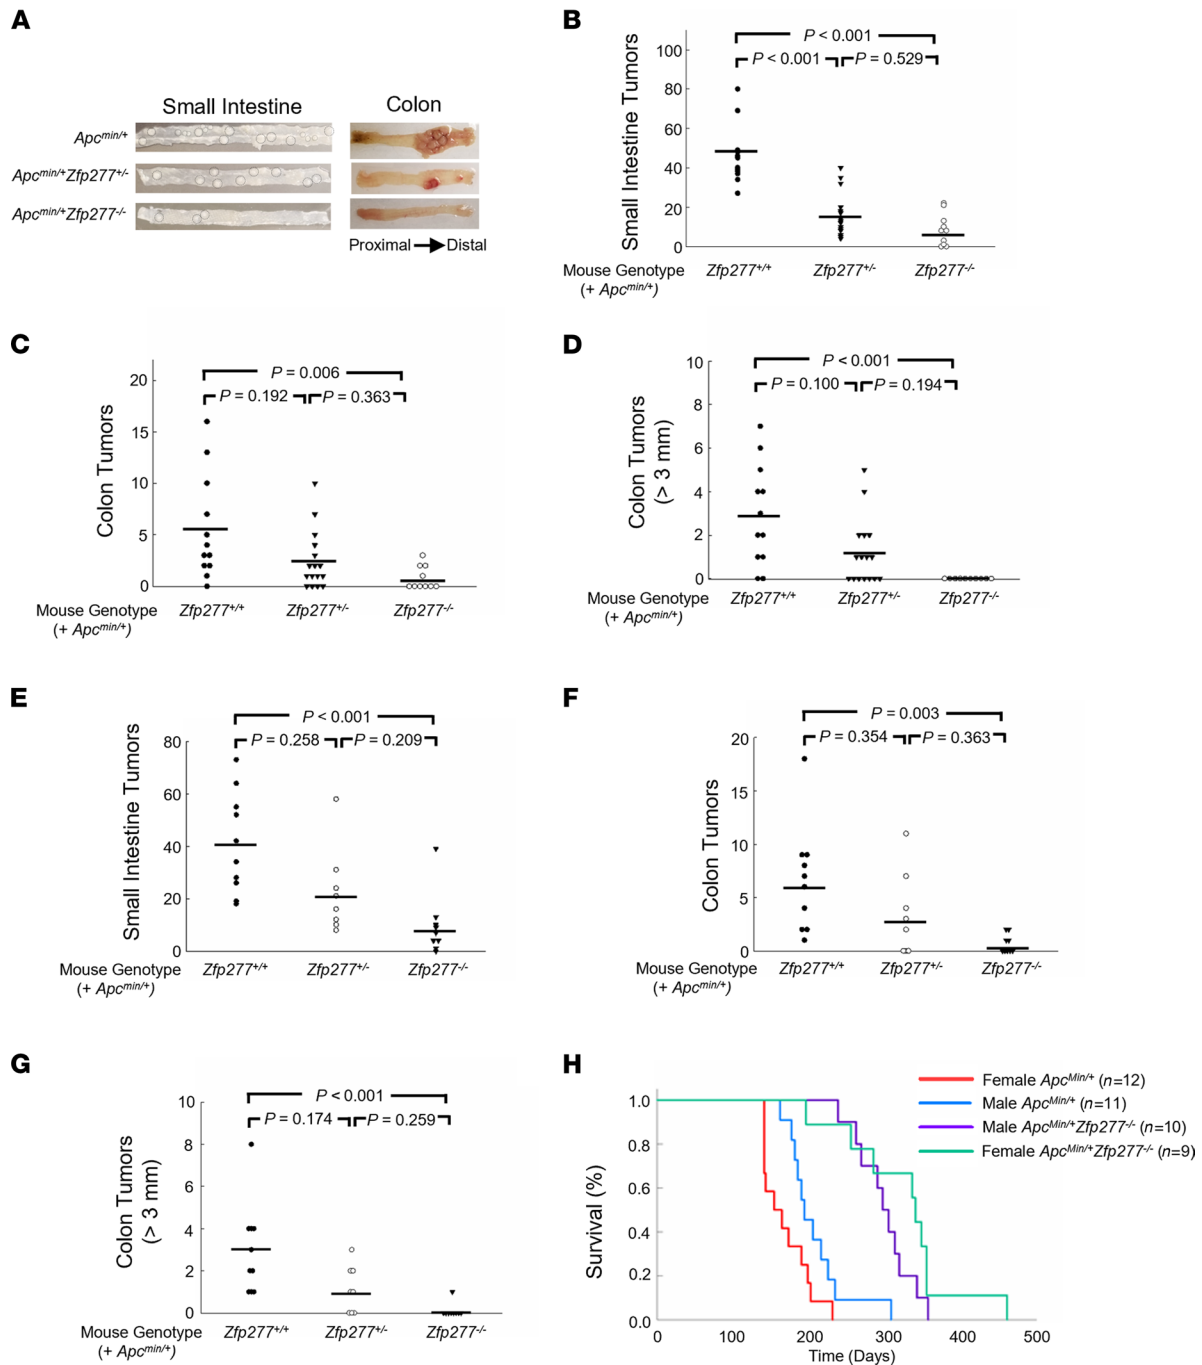 A
Small Intestine
Colon
Apcmin/+
Apcmin/+Zfp277+/-
Apcmin/+Zfp277-/-
Proximal
Distal
B
P < 0.001
P < 0.001
P = 0.529
Small Intestine Tumors
100
80
60
40
20
0
Mouse Genotype
(+ Apcmin/+)
Zfp277+/+
Zfp277+/-
Zfp277-/-
C
P = 0.006
P = 0.192
P = 0.363
Colon Tumors
20
15
10
5
0
Mouse Genotype
(+ Apcmin/+)
Zfp277+/+
Zfp277+/-
Zfp277-/-
D
P < 0.001
P = 0.100
P = 0.194
Colon Tumors
(> 3 mm)
10
8
6
4
2
0
Mouse Genotype
(+ Apcmin/+)
Zfp277+/+
Zfp277+/-
Zfp277-/-
E
P < 0.001
P = 0.258
P = 0.209
Small Intestine Tumors
80
60
40
20
0
Mouse Genotype
(+ Apcmin/+)
Zfp277+/+
Zfp277+/-
Zfp277-/-
F
P = 0.003
P = 0.354
P = 0.363
Colon Tumors
20
15
10
5
0
Mouse Genotype
(+ Apcmin/+)
Zfp277+/+
Zfp277+/-
Zfp277-/-
G
P < 0.001
P = 0.174
P = 0.259
Colon Tumors
(> 3 mm)
10
8
6
4
2
0
Mouse Genotype
(+ Apcmin/+)
Zfp277+/+
Zfp277+/-
Zfp277-/-
H
Female ApcMin/+ (n=12)
Male ApcMin/+ (n=11)
Male ApcMin/+Zfp277-/- (n=10)
Female ApcMin/+Zfp277-/- (n=9)
Survival (%)
1.0
0.8
0.6
0.4
0.2
0.0
0
100
200
300
400
500
Time (Days)